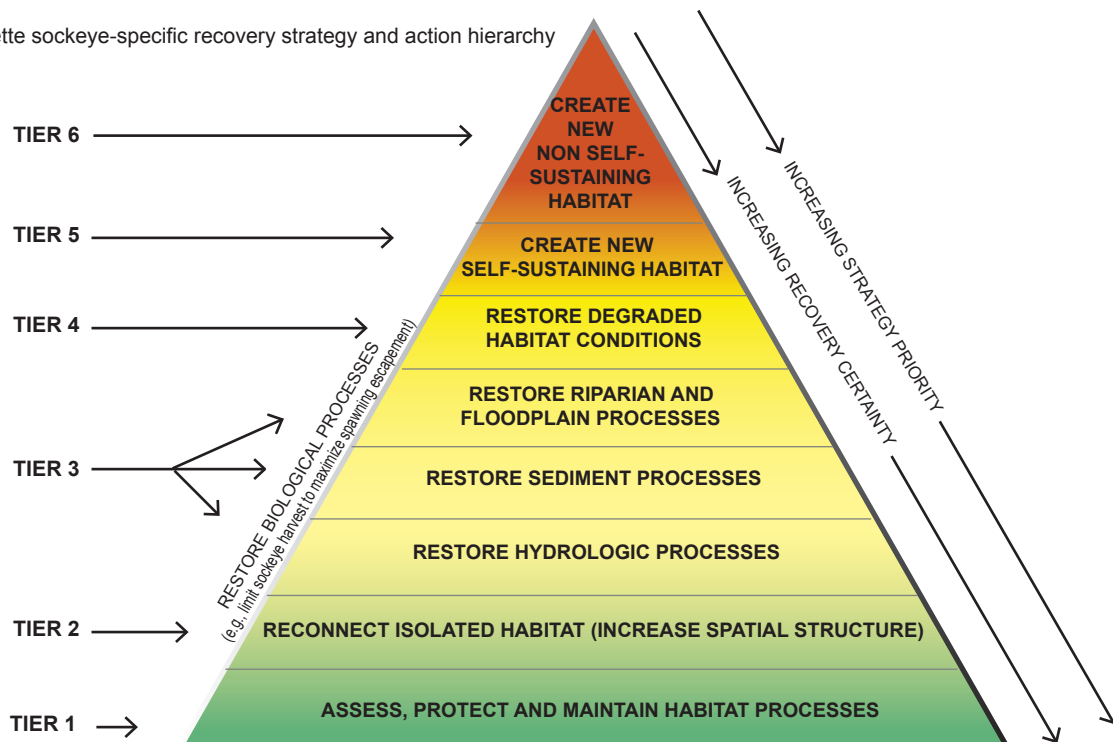 sockeye-specific recovery strategy and action hierarchy
TIER 6
CREATE
NEW
NON SELF-
SUSTAINING
HABITAT
TIER 5
CREATE NEW
SELF-SUSTAINING HABITAT
TIER 4
RESTORE DEGRADED
HABITAT CONDITIONS
RESTORE RIPARIAN AND
FLOODPLAIN PROCESSES
TIER 3
RESTORE SEDIMENT PROCESSES
RESTORE HYDROLOGIC PROCESSES
TIER 2
RECONNECT ISOLATED HABITAT (INCREASE SPATIAL STRUCTURE)
TIER 1
ASSESS, PROTECT AND MAINTAIN HABITAT PROCESSES
RESTORE BIOLOGICAL PROCESSES
(e.g., limit sockeye harvest to maximize spawning escapement)
INCREASING RECOVERY CERTAINTY
INCREASING STRATEGY PRIORITY